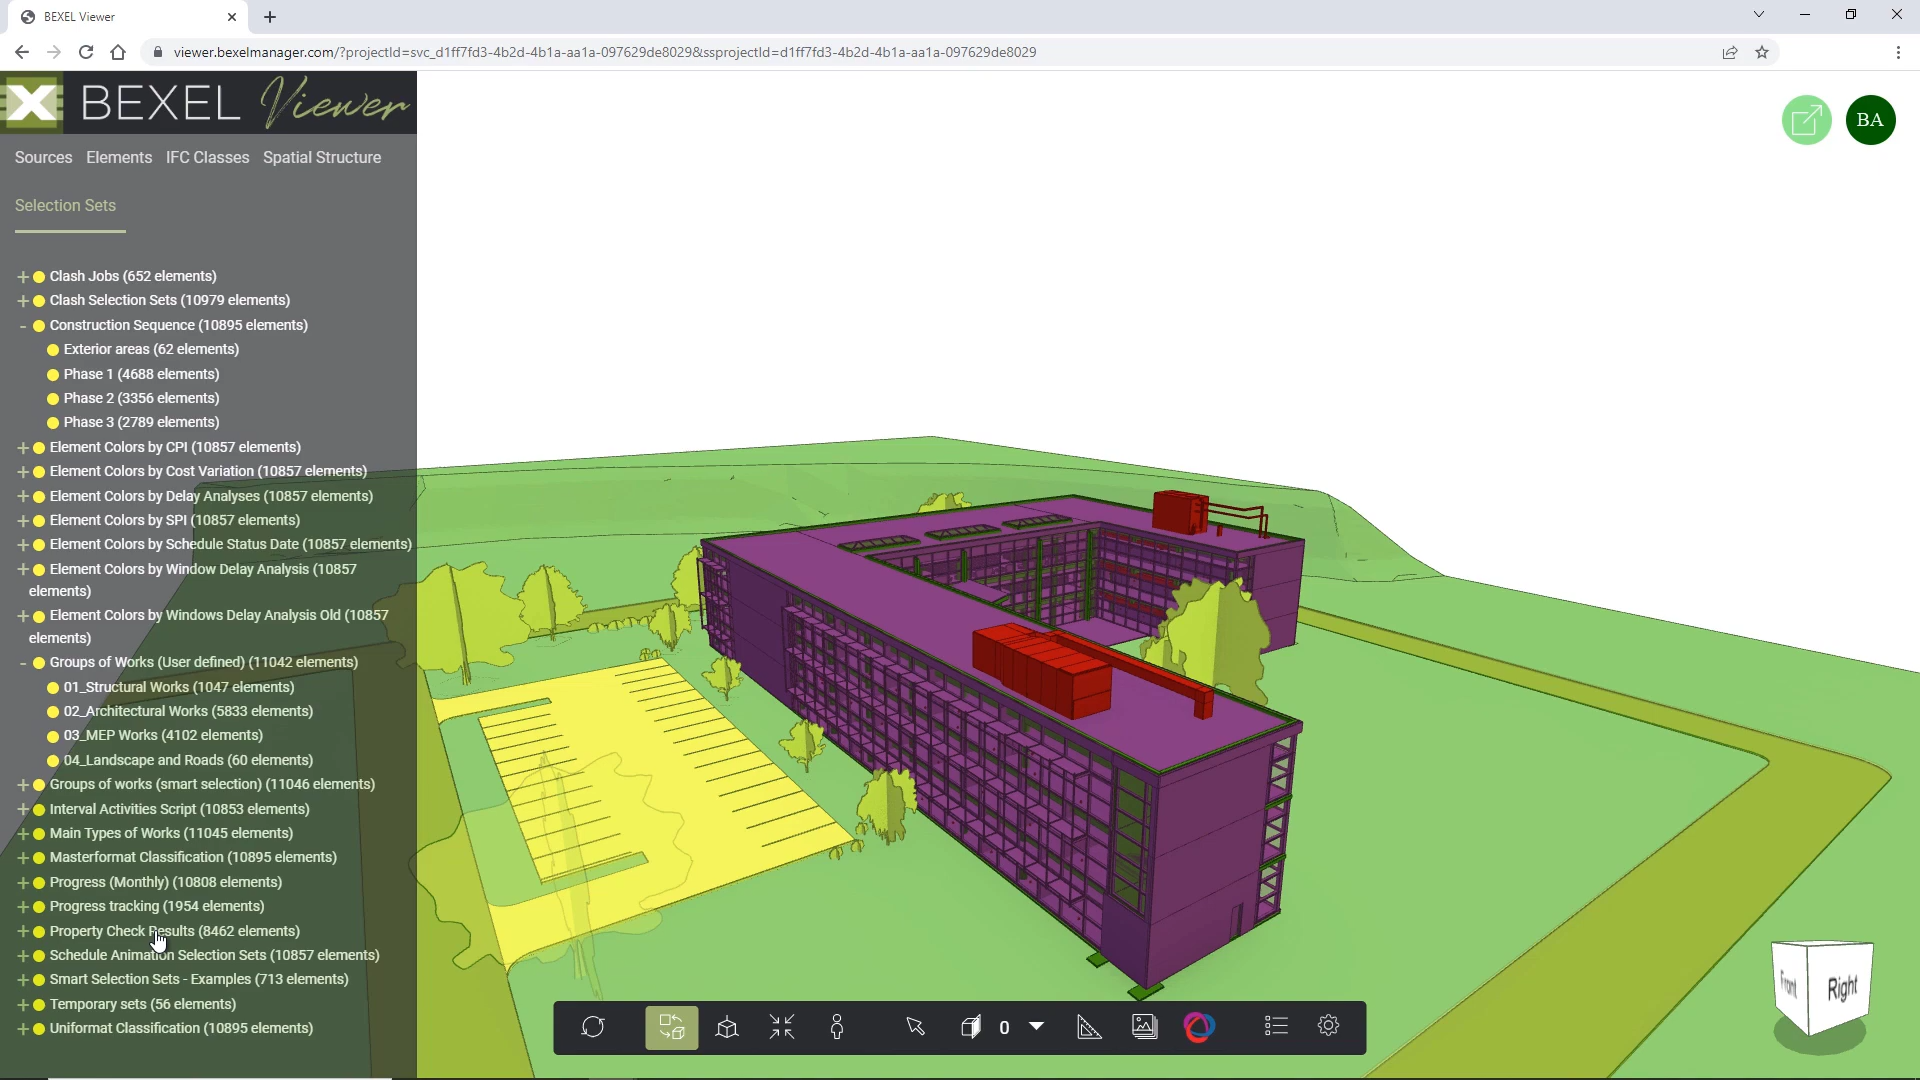 BEXEL Viewer
viewer.bexelmanager.com/?projectId=svc_d1ff7fd3-4b2d-4b1a-aa1a-097629de8029&ssprojectId=d1ff7fd3-4b2d-4b1a-aa1a-097629de8029
BEXEL Viewer
BA
Sources Elements IFC Classes Spatial Structure
Selection Sets
Clash Jobs (652 elements)
Clash Selection Sets (10979 elements)
Construction Sequence (10895 elements)
Exterior areas (62 elements)
Phase 1 (4688 elements)
Phase 2 (3356 elements)
Phase 3 (2789 elements)
Element Colors by CPI (10857 elements)
Element Colors by Cost Variation (10857 elements)
Element Colors by Delay Analyses (10857 elements)
Element Colors by SPI (10857 elements)
Element Colors by Schedule Status Date (10857 elements)
Element Colors by Window Delay Analysis (10857
elements)
Element Colors by Windows Delay Analysis Old (10857
elements)
Groups of Works (User defined) (11042 elements)
01_Structural Works (1047 elements)
02_Architectural Works (5833 elements)
03_MEP Works (4102 elements)
04_Landscape and Roads (60 elements)
Groups of works (smart selection) (11046 elements)
Interval Activities Script (10853 elements)
Main Types of Works (11045 elements)
Masterformat Classification (10895 elements)
Progress (Monthly) (10808 elements)
Progress tracking (1954 elements)
Property Check Results (8462 elements)
Schedule Animation Selection Sets (10857 elements)
Smart Selection Sets - Examples (713 elements)
Temporary sets (56 elements)
Uniformat Classification (10895 elements)
0
Front
Right